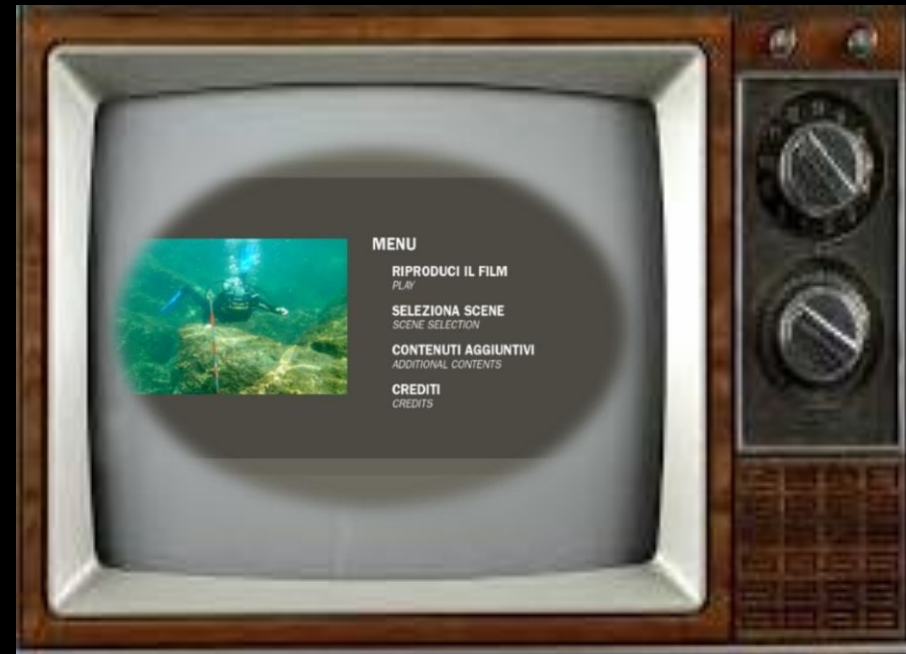 MENU
RIPRODUCI IL FILM
PLAY
SELEZIONA SCENE
SCENE SELECTION
CONTENUTI AGGIUNTIVI
ADDITIONAL CONTENTS
CREDITI
CREDITS